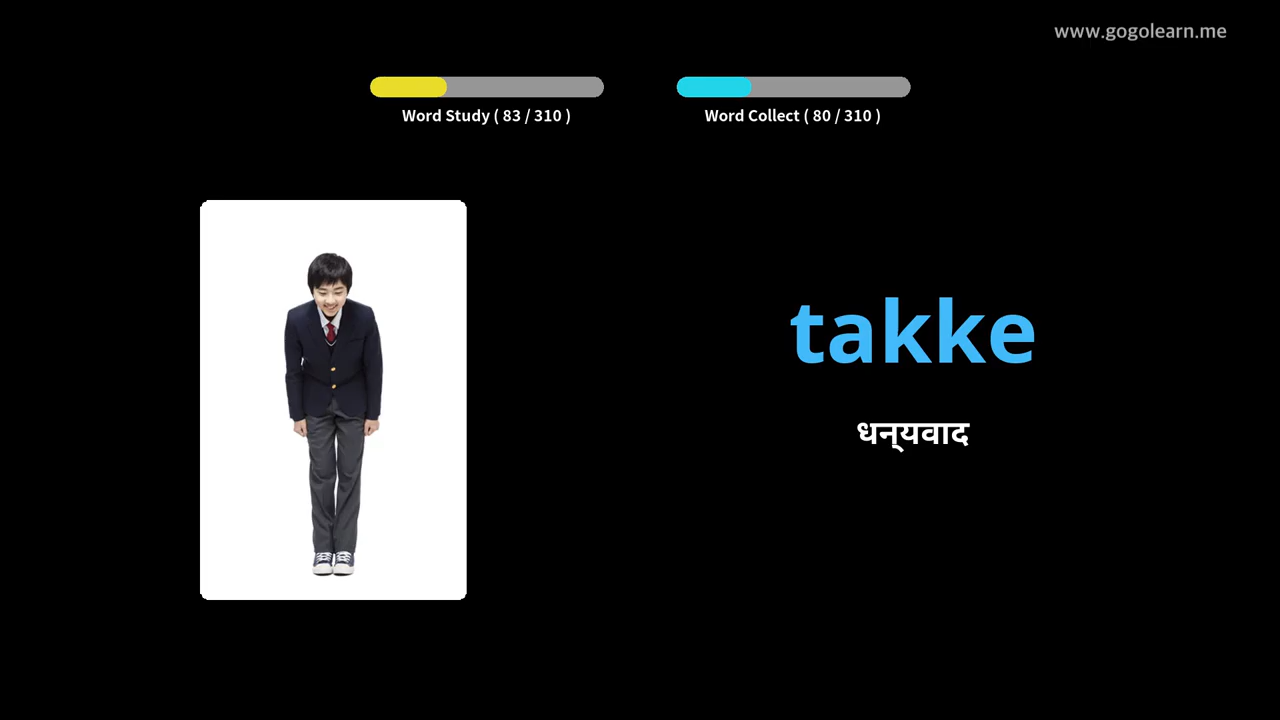 www.gogolearn.me
Word Study ( 83 / 310 )
Word Collect ( 80 / 310 )
takke
धन्यवाद